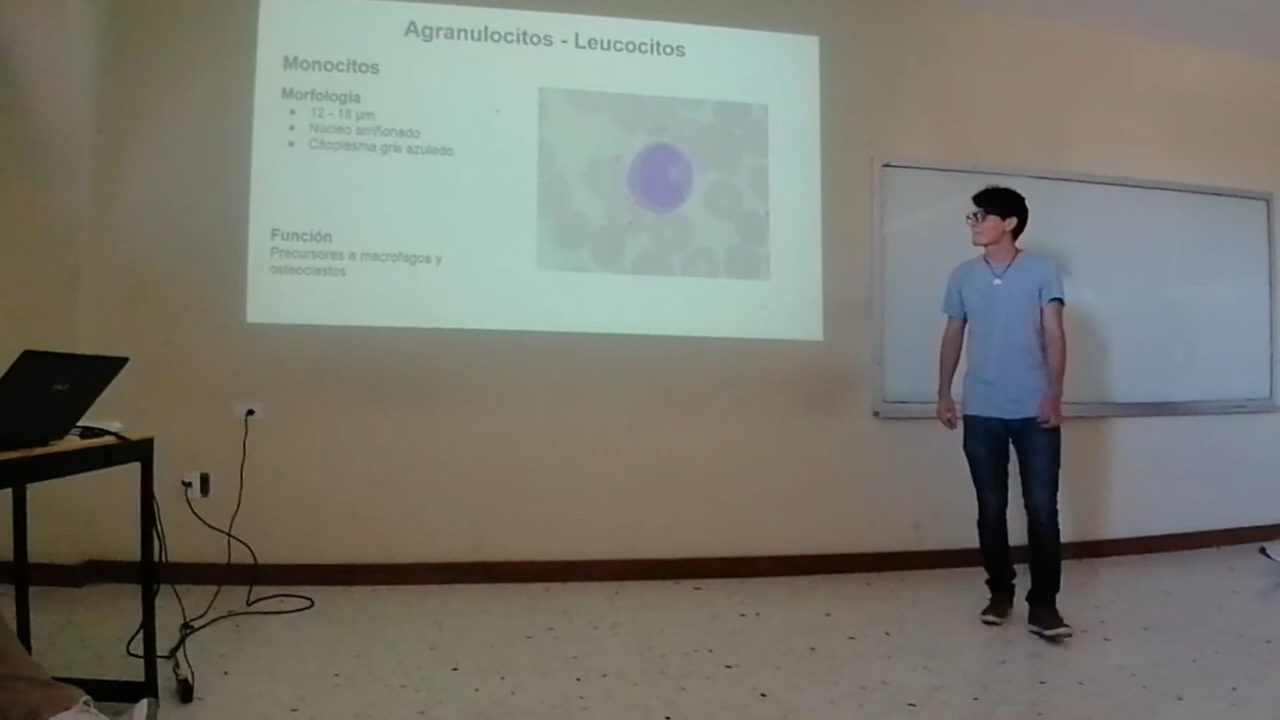 Agranulocitos - Leucocitos
Monocitos
Morfología
12 - 18 µm
Núcleo arriñonado
Citoplasma gris azulado
Función
Precursores a macrofagos y
osteoclastos